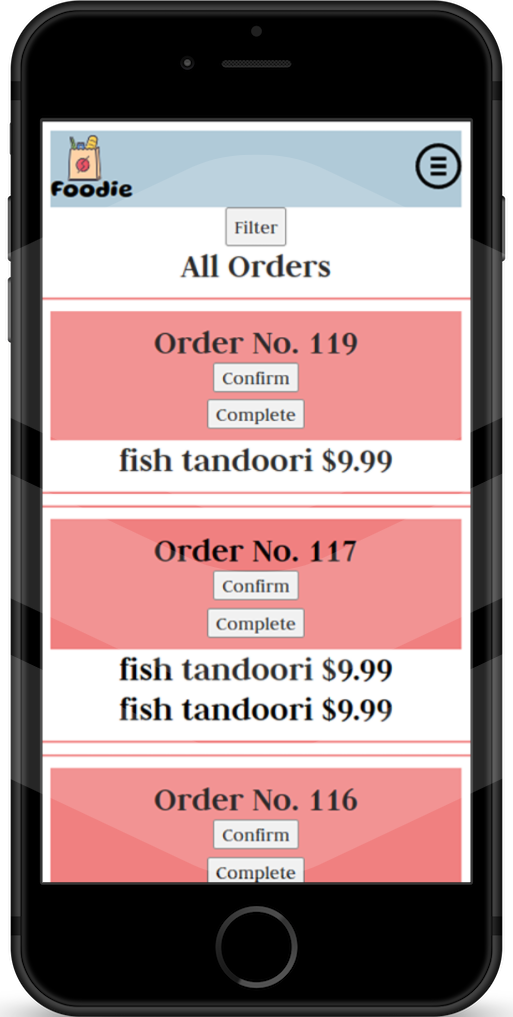 Foodie
Filter
All Orders
Order No. 119
Confirm
Complete
fish tandoori $9.99
Order No. 117
Confirm
Complete
fish tandoori $9.99
fish tandoori $9.99
Order No. 116
Confirm
Complete